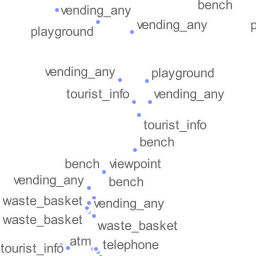 bench
vending_any
vending_any
playground
p
vending_any
playground
tourist_info
vending_any
tourist_info
bench
bench
viewpoint
vending_any
bench
waste_basket
vending_any
waste_basket
waste_basket
atm
telephone
tourist_info